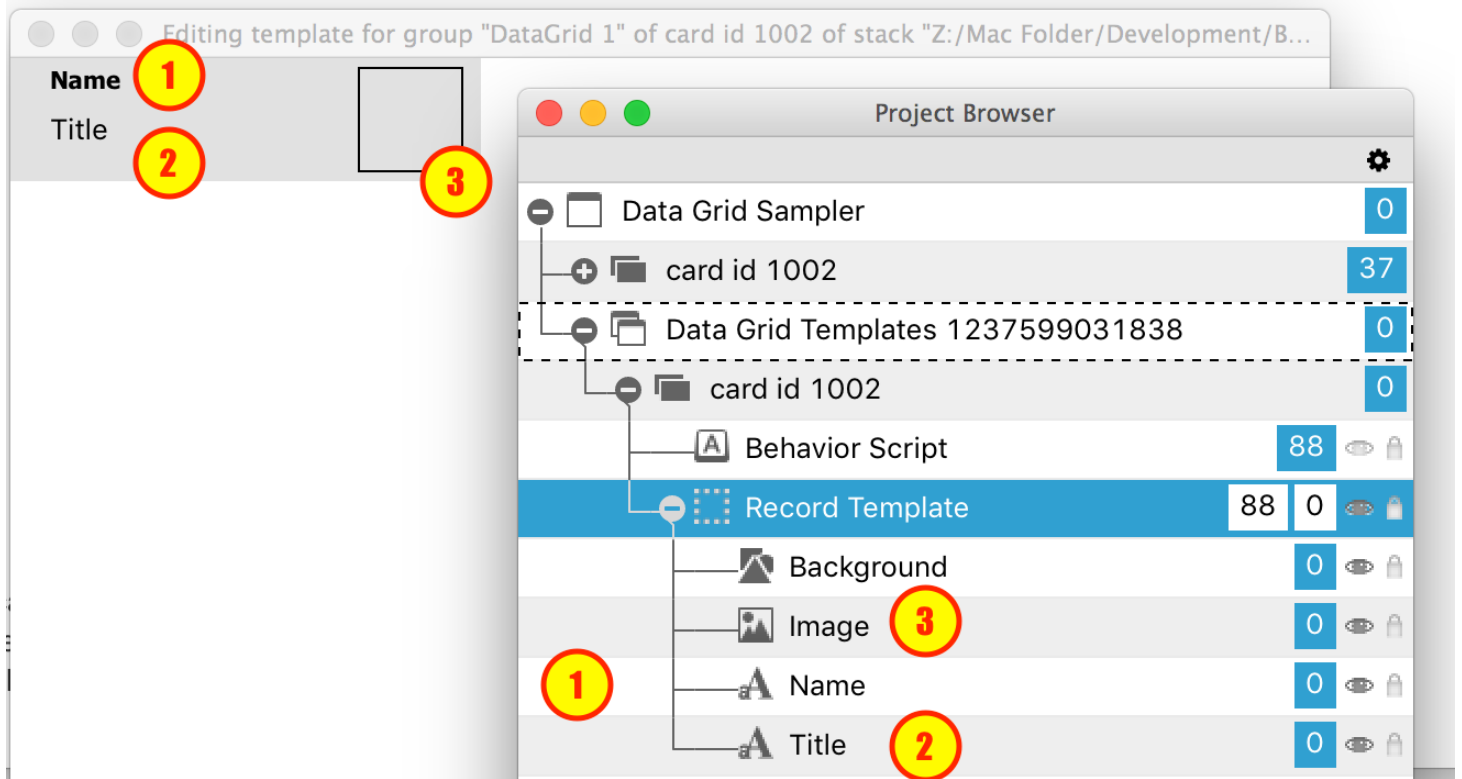 Editing template for group "DataGrid 1" of card id 1002 of stack "Z:/Mac Folder/Development/B...
Name 1
Title
2
3
Project Browser
Data Grid Sampler 0
card id 1002 37
Data Grid Templates 1237599031838 0
card id 1002 0
A Behavior Script 88
Record Template 88 0
Background 0
Image 3 0
1 aA Name 0
aA Title 2 0